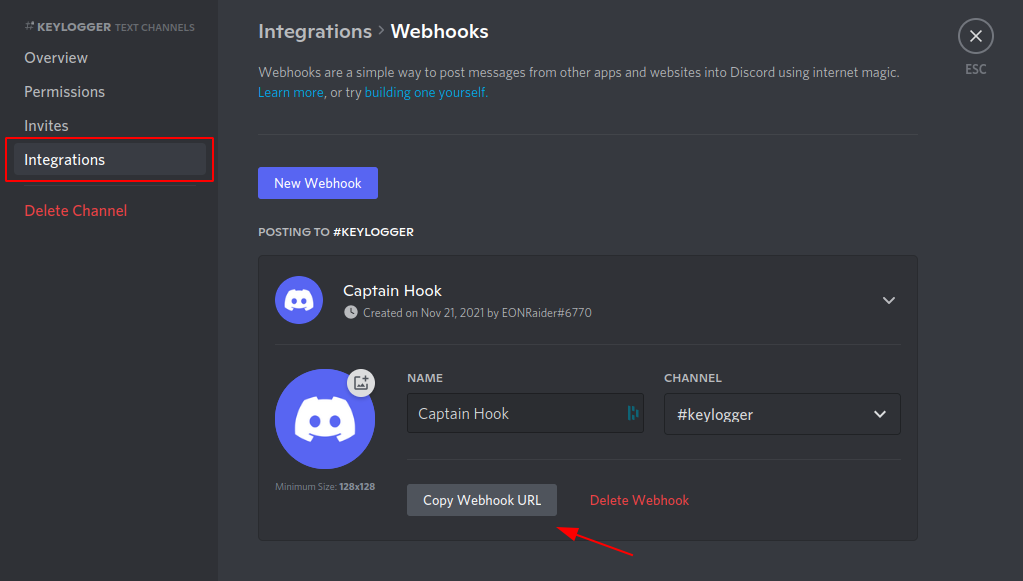 KEYLOGGER TEXT CHANNELS
Overview
Permissions
Invites
Integrations
Delete Channel
Integrations > Webhooks
Webhooks are a simple way to post messages from other apps and websites into Discord using internet magic.
Learn more, or try building one yourself.
ESC
New Webhook
POSTING TO #KEYLOGGER
Captain Hook
Created on Nov 21, 2021 by EONRaider#6770
NAME
CHANNEL
Captain Hook
#keylogger
Minimum Size: 128x128
Copy Webhook URL
Delete Webhook